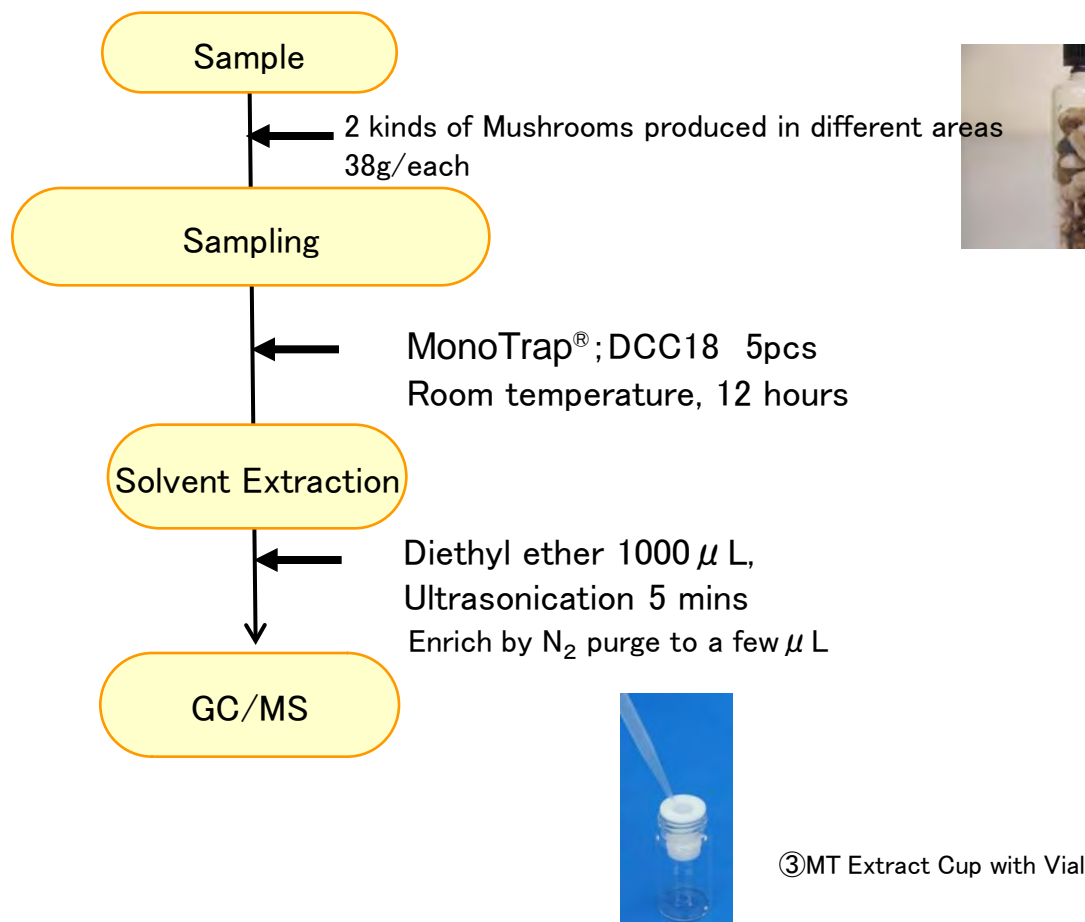 Sample
2 kinds of Mushrooms produced in different areas
38g/each
Sampling
MonoTrap®;DCC18 5pcs
Room temperature, 12 hours
Solvent Extraction
Diethyl ether 1000μL,
Ultrasonication 5 mins
Enrich by N₂ purge to a few μL
GC/MS
③MT Extract Cup with Vial